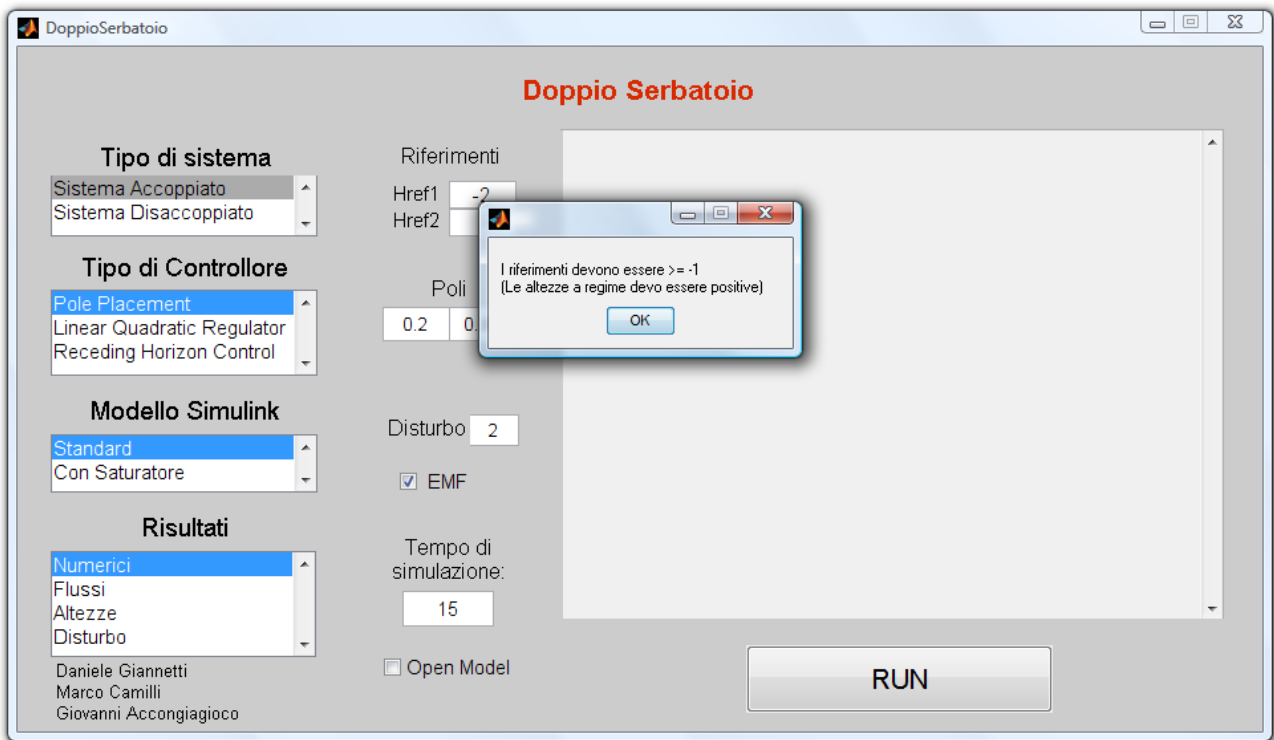 DoppioSerbatoio
Doppio Serbatoio
Tipo di sistema
Sistema Accoppiato
Sistema Disaccoppiato
Tipo di Controllore
Pole Placement
Linear Quadratic Regulator
Receding Horizon Control
Modello Simulink
Standard
Con Saturatore
Risultati
Numerici
Flussi
Altezze
Disturbo
Daniele Giannetti
Marco Camilli
Giovanni Accongiagioco
Riferimenti
Href1 -2
Href2
Poli
0.2
Disturbo 2
EMF
Tempo di
simulazione:
15
Open Model
I riferimenti devono essere >= -1
(Le altezze a regime devo essere positive)
OK
RUN